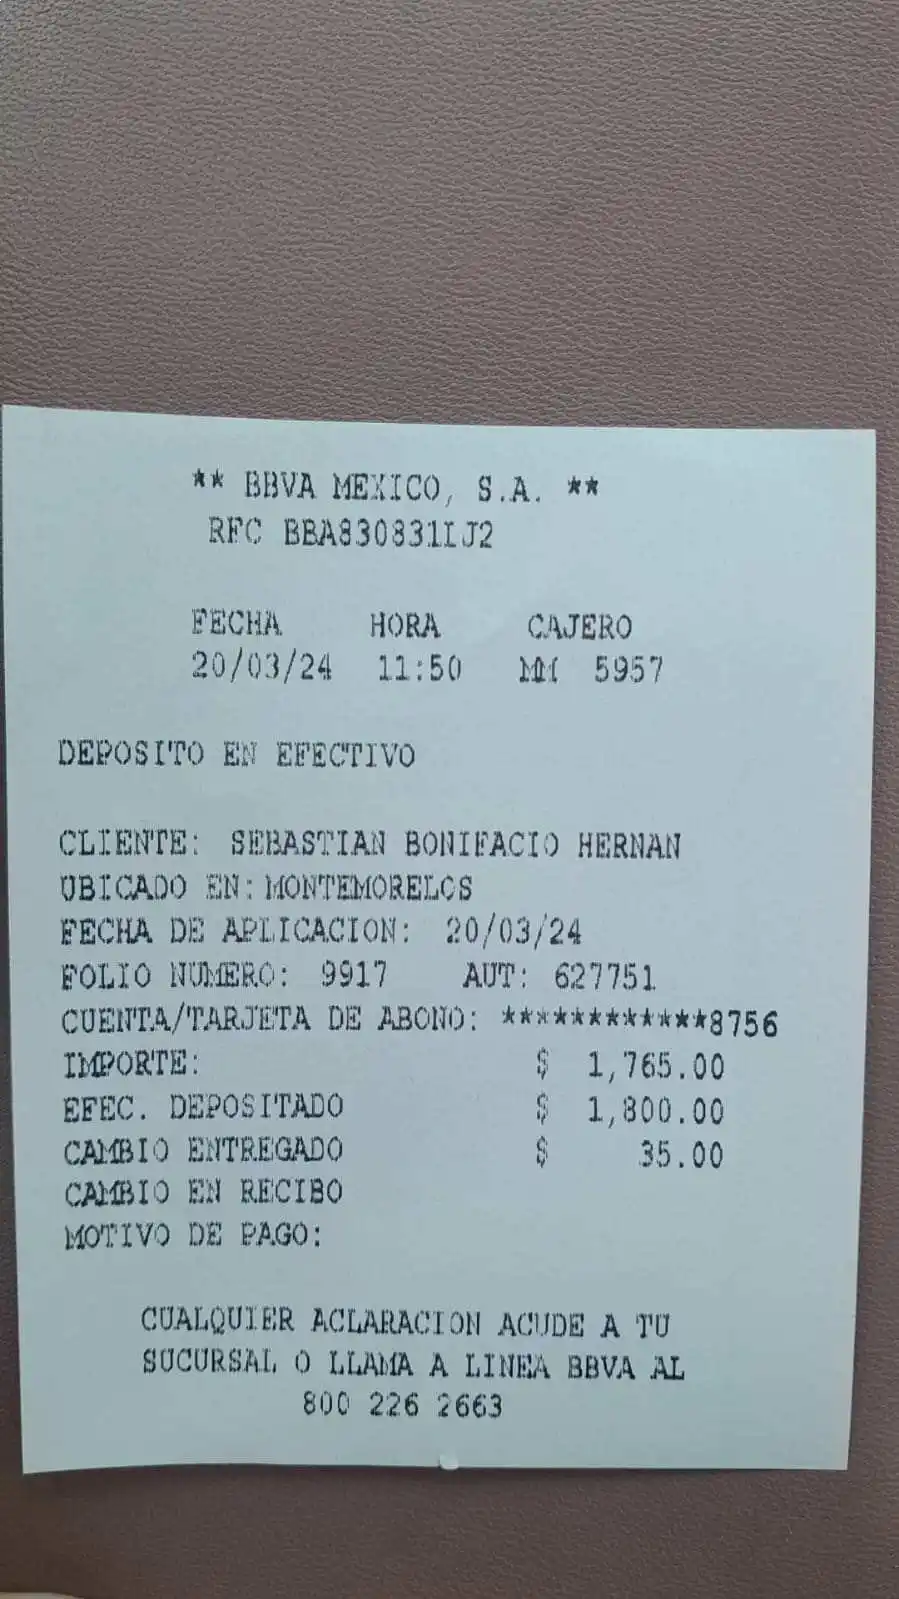 ** BBVA MEXICO, S.A. **
RFC BBA830831LJ2
FECHA HORA CAJERO
20/03/24 11:50 MM 5957
DEPOSITO EN EFECTIVO
CLIENTE: SEBASTIAN BONIFACIO HERNAN
UBICADO EN: MONTEMORELOS
FECHA DE APLICACION: 20/03/24
FOLIO NUMERO: 9917 AUT: 627751
CUENTA/TARJETA DE ABONO: ************8756
IMPORTE: $ 1,765.00
EFEC. DEPOSITADO $ 1,800.00
CAMBIO ENTREGADO $ 35.00
CAMBIO EN RECIBO
MOTIVO DE PAGO:
CUALQUIER ACLARACION ACUDE A TU
SUCURSAL O LLAMA A LINEA BBVA AL
800 226 2663